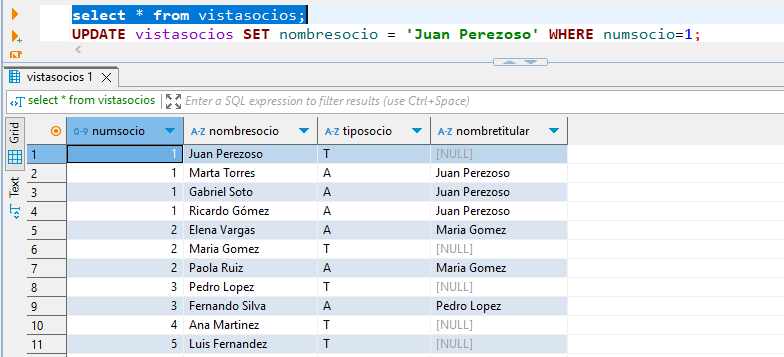 select * from vistasocios;
UPDATE vistasocios SET nombresocio = 'Juan Perezoso' WHERE numsocio=1;
vistasocios 1
select * from vistasocios Enter a SQL expression to filter results (use Ctrl+Space)
Grid
Text
0-9 numsocio A-Z nombresocio A-Z tiposocio A-Z nombretitular
1 1 Juan Perezoso T [NULL]
2 1 Marta Torres A Juan Perezoso
3 1 Gabriel Soto A Juan Perezoso
4 1 Ricardo Gómez A Juan Perezoso
5 2 Elena Vargas A Maria Gomez
6 2 Maria Gomez T [NULL]
7 2 Paola Ruiz A Maria Gomez
8 3 Pedro Lopez T [NULL]
9 3 Fernando Silva A Pedro Lopez
10 4 Ana Martinez T [NULL]
11 5 Luis Fernandez T [NULL]